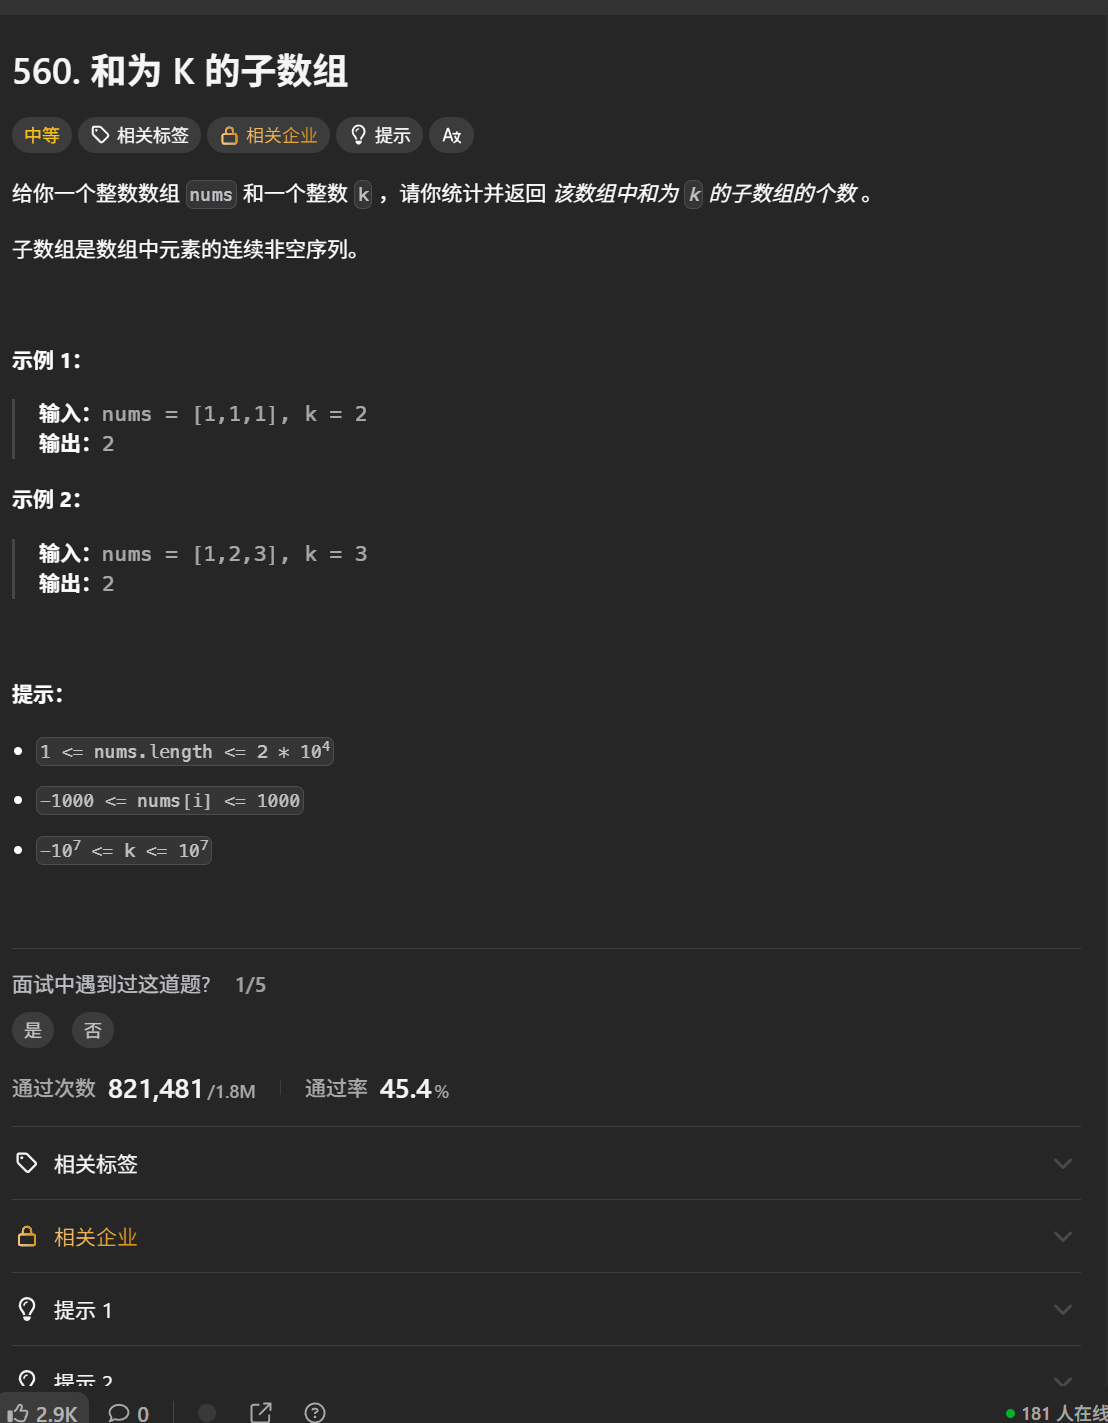 560. 和为 K 的子数组
中等 相关标签 相关企业 提示 A文
给你一个整数数组 nums 和一个整数 k ，请你统计并返回 该数组中和为 k 的子数组的个数 。
子数组是数组中元素的连续非空序列。
示例 1：
输入：nums = [1,1,1], k = 2
输出：2
示例 2：
输入：nums = [1,2,3], k = 3
输出：2
提示：
1 <= nums.length <= 2 * 10⁴
-1000 <= nums[i] <= 1000
-10⁷ <= k <= 10⁷
面试中遇到过这道题? 1/5
是 否
通过次数 821,481/1.8M 通过率 45.4%
相关标签
相关企业
提示 1
提示 2
2.9K 0 181 人在线